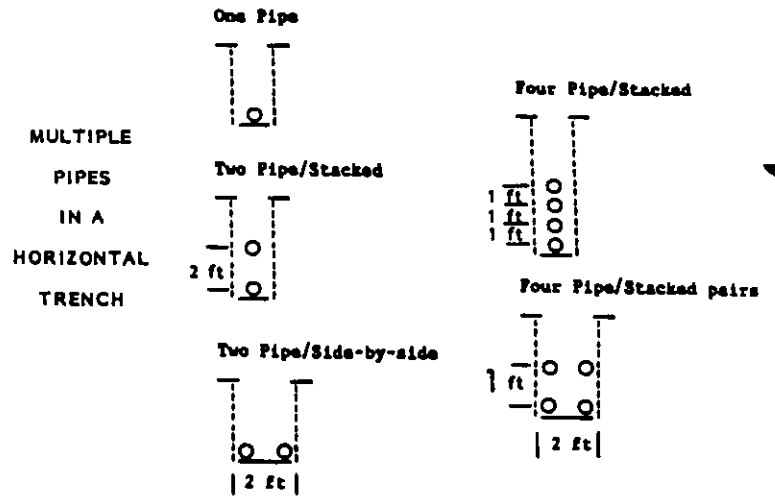 One Pipe
MULTIPLE
PIPES
IN A
HORIZONTAL
TRENCH
Two Pipe/Stacked
2 ft
Two Pipe/Side-by-side
2 ft
Four Pipe/Stacked
1 ft
1 ft
1 ft
Four Pipe/Stacked pairs
1 ft
2 ft